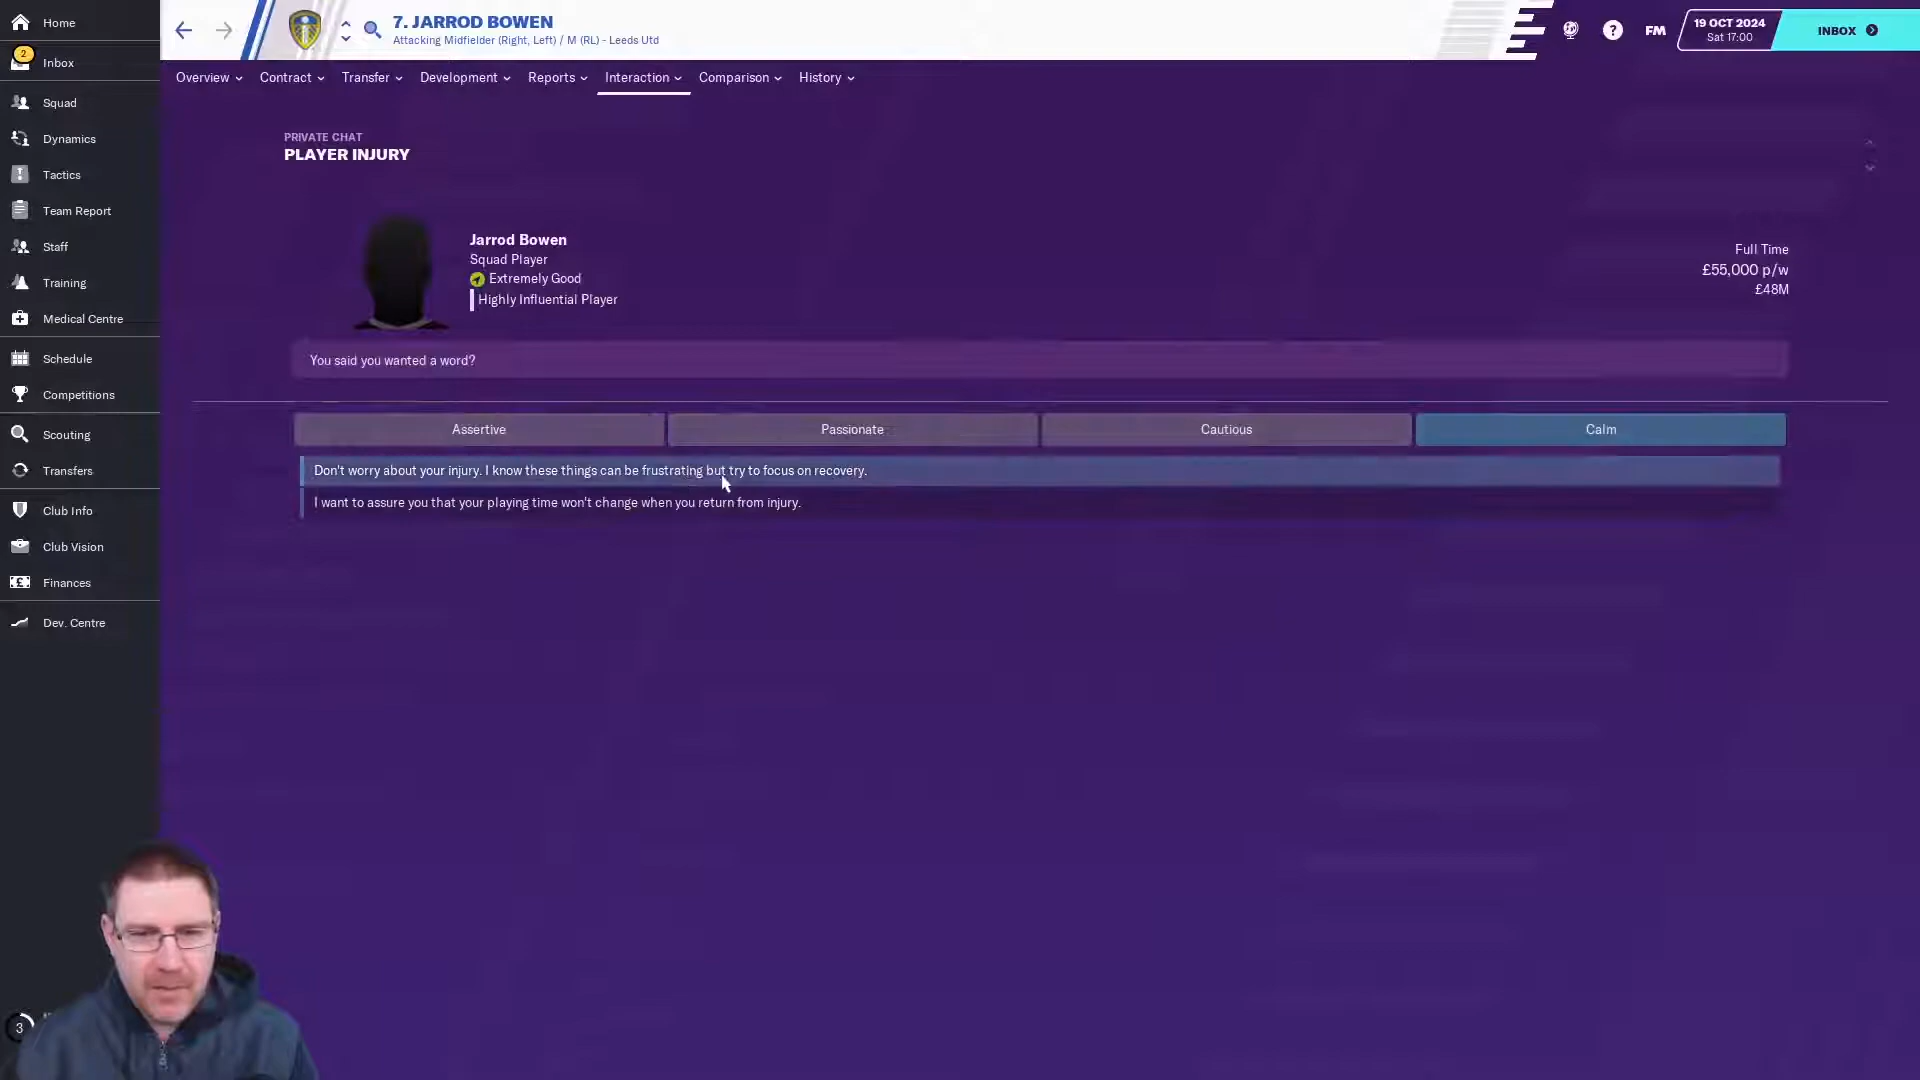 Home
2
Inbox
Squad
Dynamics
Tactics
Team Report
Staff
Training
Medical Centre
Schedule
Competitions
Scouting
Transfers
Club Info
Club Vision
Finances
Dev. Centre
3
7. JARROD BOWEN
Attacking Midfielder (Right, Left) / M (RL) - Leeds Utd
?
FM
19 OCT 2024
Sat 17:00
INBOX
Overview Contract Transfer Development Reports Interaction Comparison History
PRIVATE CHAT
PLAYER INJURY
Jarrod Bowen
Squad Player
Extremely Good
Highly Influential Player
Full Time
£55,000 p/w
£48M
You said you wanted a word?
Assertive Passionate Cautious Calm
Don't worry about your injury. I know these things can be frustrating but try to focus on recovery.
I want to assure you that your playing time won't change when you return from injury.